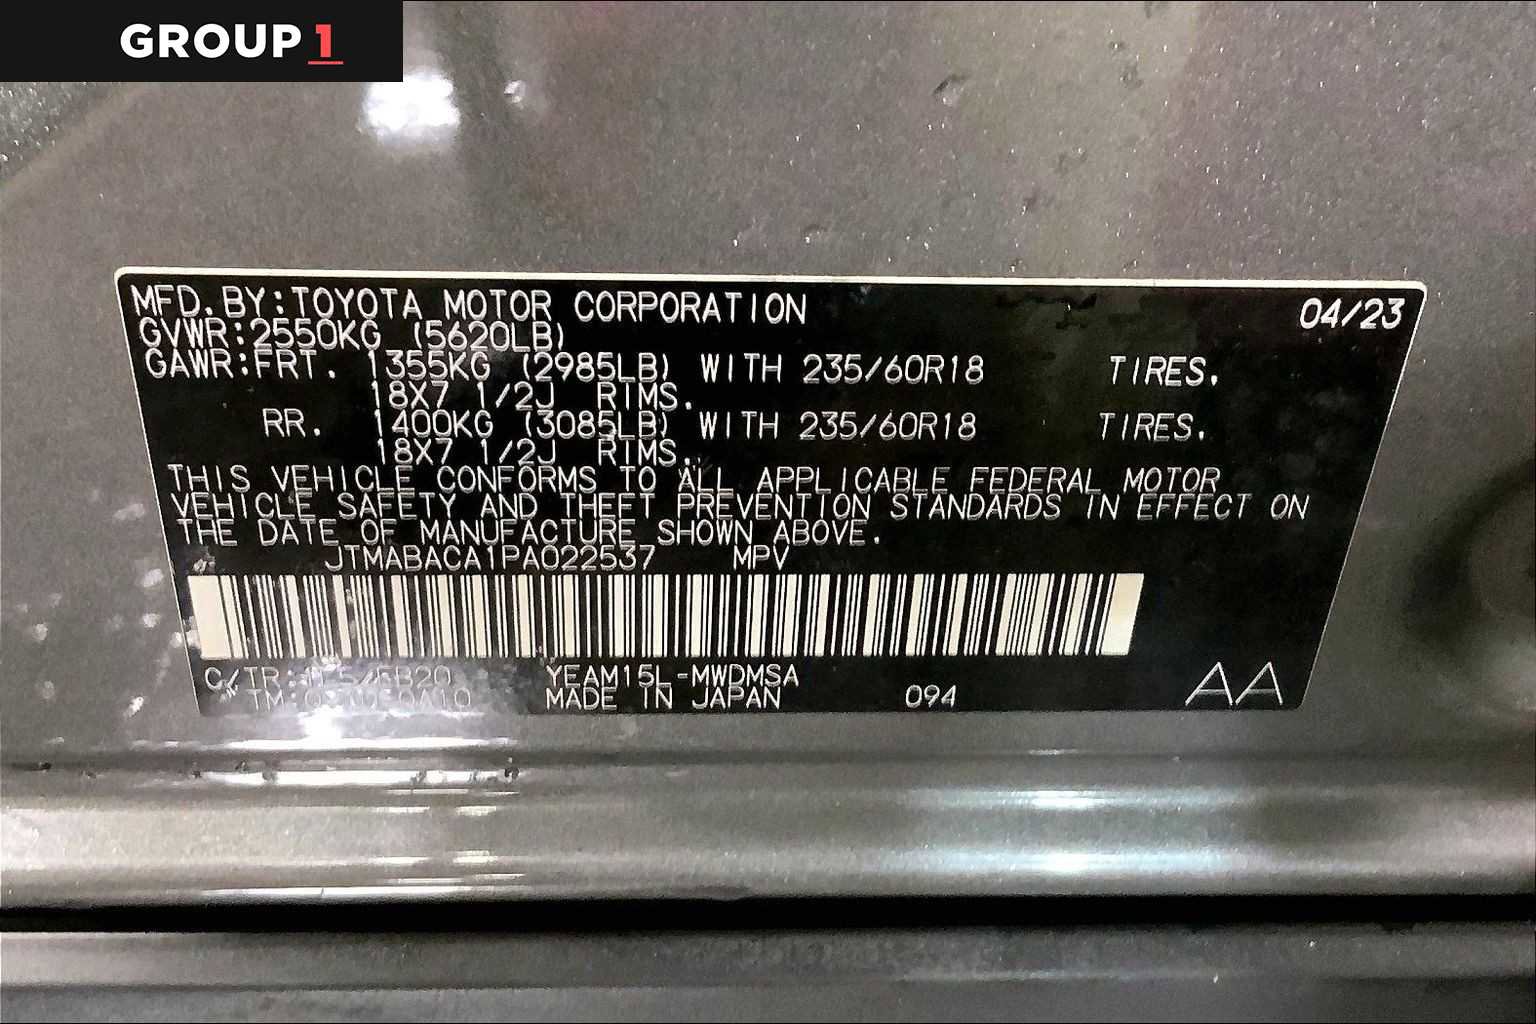 GROUP 1
MFD. BY:TOYOTA MOTOR CORPORATION 04/23
GVWR:2550KG (5620LB)
GAWR:FRT. 1355KG (2985LB) WITH 235/60R18 TIRES.
18X7 1/2J RIMS.
RR. 1400KG (3085LB) WITH 235/60R18 TIRES.
18X7 1/2J RIMS.
THIS VEHICLE CONFORMS TO ALL APPLICABLE FEDERAL MOTOR
VEHICLE SAFETY AND THEFT PREVENTION STANDARDS IN EFFECT ON
THE DATE OF MANUFACTURE SHOWN ABOVE.
JTMABACA1PA022537 MPV
C/TR: YEAM15L-MWDMSA
TM: MADE IN JAPAN 094 AA